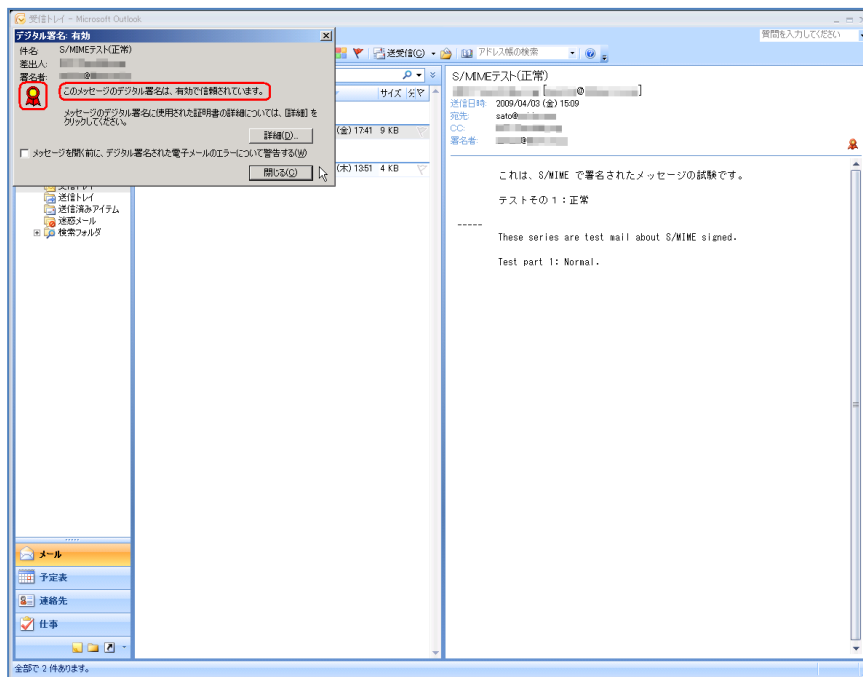 受信トレイ - Microsoft Outlook
質問を入力してください
デジタル署名: 有効
件名 S/MIMEテスト(正常)
差出人:
署名者:
このメッセージのデジタル署名は、有効で信頼されています。
メッセージのデジタル署名に使用された証明書の詳細については、[詳細] を
クリックしてください。
詳細(D)...
メッセージを開く前に、デジタル署名された電子メールのエラーについて警告する(W)
閉じる(C)
送受信(C)
アドレス帳の検索
サイズ
(金) 17:41 9 KB
(木) 13:51 4 KB
受信トレイ
送信トレイ
送信済みアイテム
迷惑メール
検索フォルダ
メール
予定表
連絡先
仕事
S/MIMEテスト(正常)
[ @ ]
送信日時: 2009/04/03 (金) 15:09
宛先: sato@
CC:
署名者: @
これは、S/MIME で署名されたメッセージの試験です。
テストその1:正常
-----
These series are test mail about S/MIME signed.
Test part 1: Normal.
全部で 2 件あります。